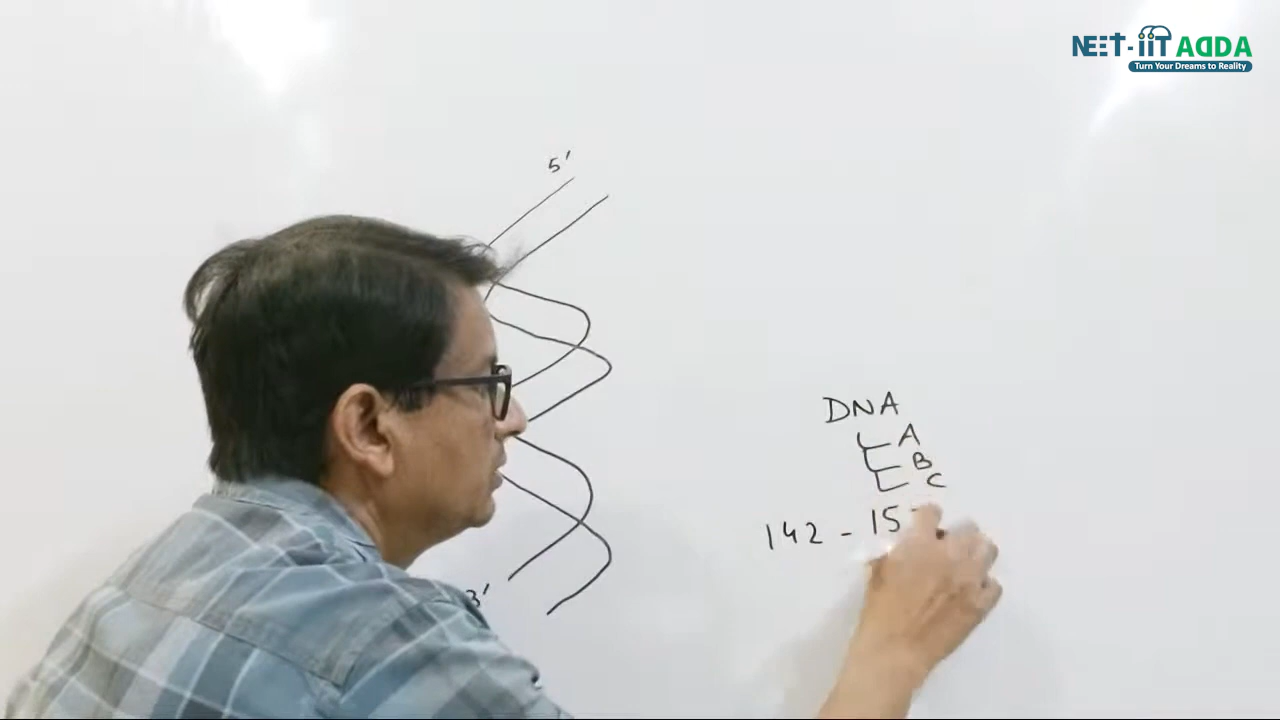 NEET-IIT ADDA
Turn Your Dreams to Reality
5'
DNA
A
B
C
142 - 15
3'